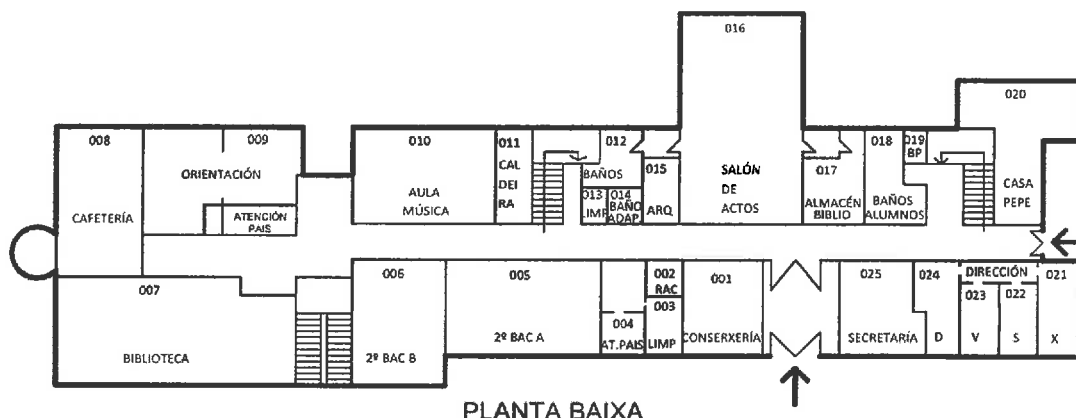 016
020
008
009
010
011
CAL
DEI
RA
012
018
019
BP
ORIENTACIÓN
BAÑOS
015
017
SALÓN
DE
ACTOS
CASA
PEPE
CAFETERÍA
ATENCIÓN
PAIS
AULA
MÚSICA
013
LIMP
014
BAÑO
ADAP.
ARQ
ALMACÉN
BIBLIO
BAÑOS
ALUMNOS
007
006
005
002
RAC
001
025
024
DIRECCIÓN
021
003
023
022
004
BIBLIOTECA
2º BAC B
2º BAC A
AT.PAIS
LIMP
CONSERXERÍA
SECRETARÍA
D
V
S
X
PLANTA BAIXA